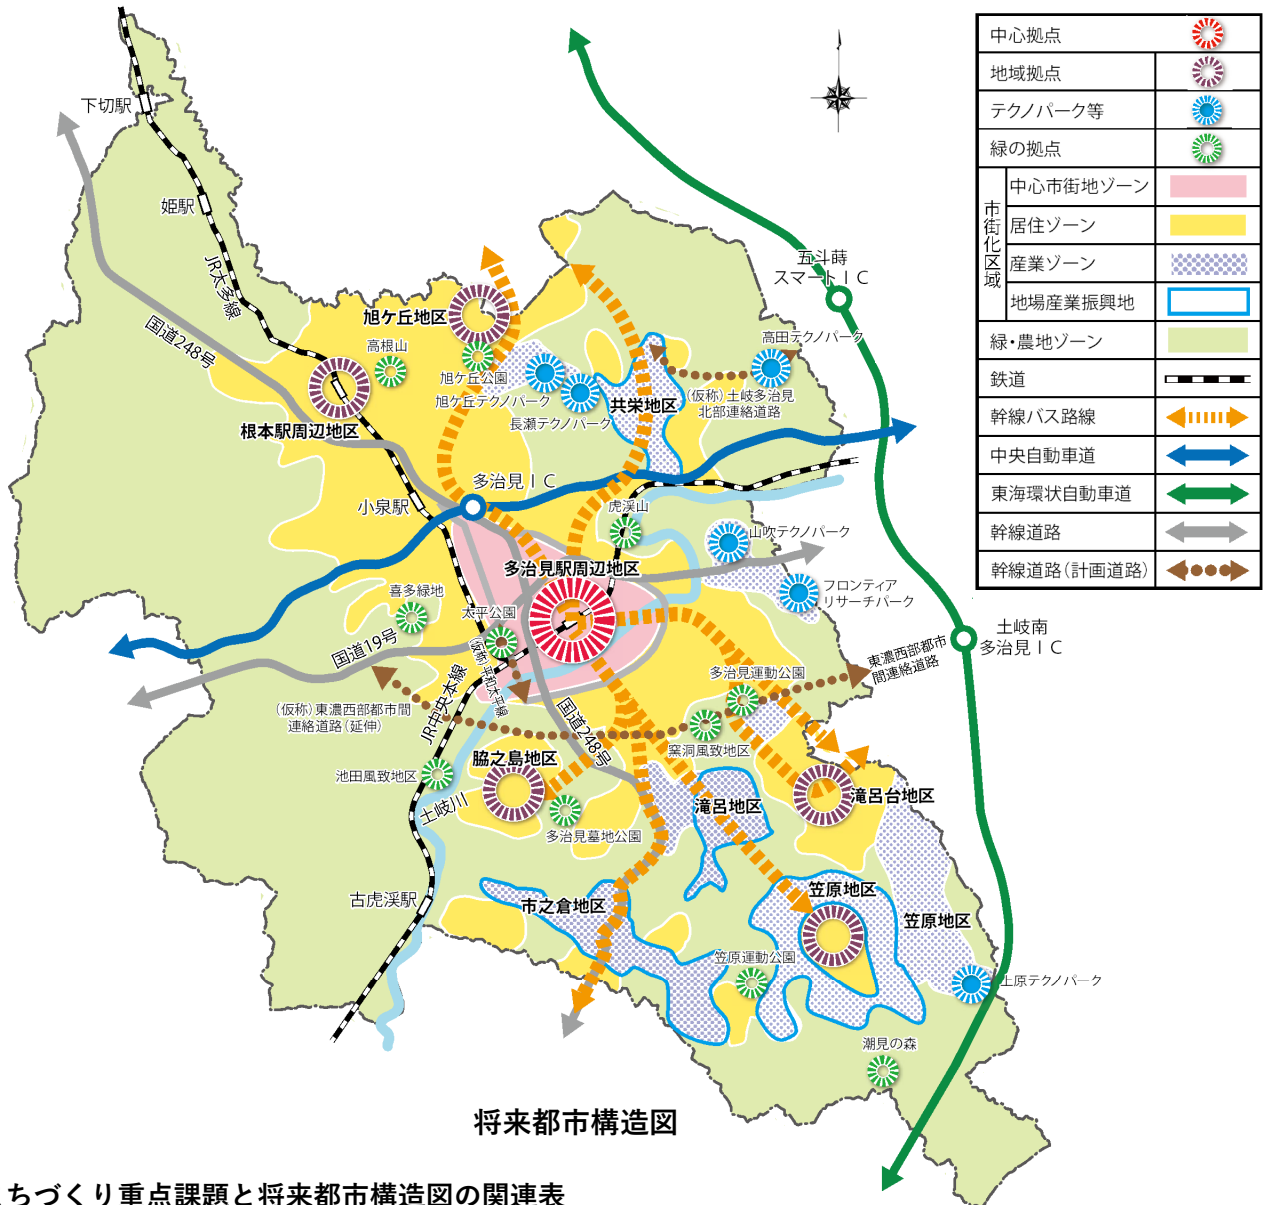 中心拠点
地域拠点
テクノパーク等
緑の拠点
市街化区域
中心市街地ゾーン
居住ゾーン
産業ゾーン
地場産業振興地
緑・農地ゾーン
鉄道
幹線バス路線
中央自動車道
東海環状自動車道
幹線道路
幹線道路（計画道路）
下切駅
姫駅
JR太多線
国道248号
五斗蒔
スマートＩＣ
旭ケ丘地区
高根山
旭ケ丘公園
旭ケ丘テクノパーク
長瀬テクノパーク
高田テクノパーク
共栄地区
（仮称）土岐多治見
北部連絡道路
根本駅周辺地区
小泉駅
多治見ＩＣ
虎渓山
山吹テクノパーク
多治見駅周辺地区
フロンティア
リサーチパーク
喜多緑地
太平公園
国道19号
（仮称）平和太平線
土岐南
多治見ＩＣ
東濃西部都市
間連絡道路
多治見運動公園
（仮称）東濃西部都市間
連絡道路（延伸）
JR中央本線
国道248号
窯洞風致地区
脇之島地区
池田風致地区
土岐川
多治見墓地公園
滝呂地区
滝呂台地区
古虎渓駅
市之倉地区
笠原地区
笠原地区
笠原運動公園
上原テクノパーク
潮見の森
将来都市構造図
ちづくり重点課題と将来都市構造図の関連表